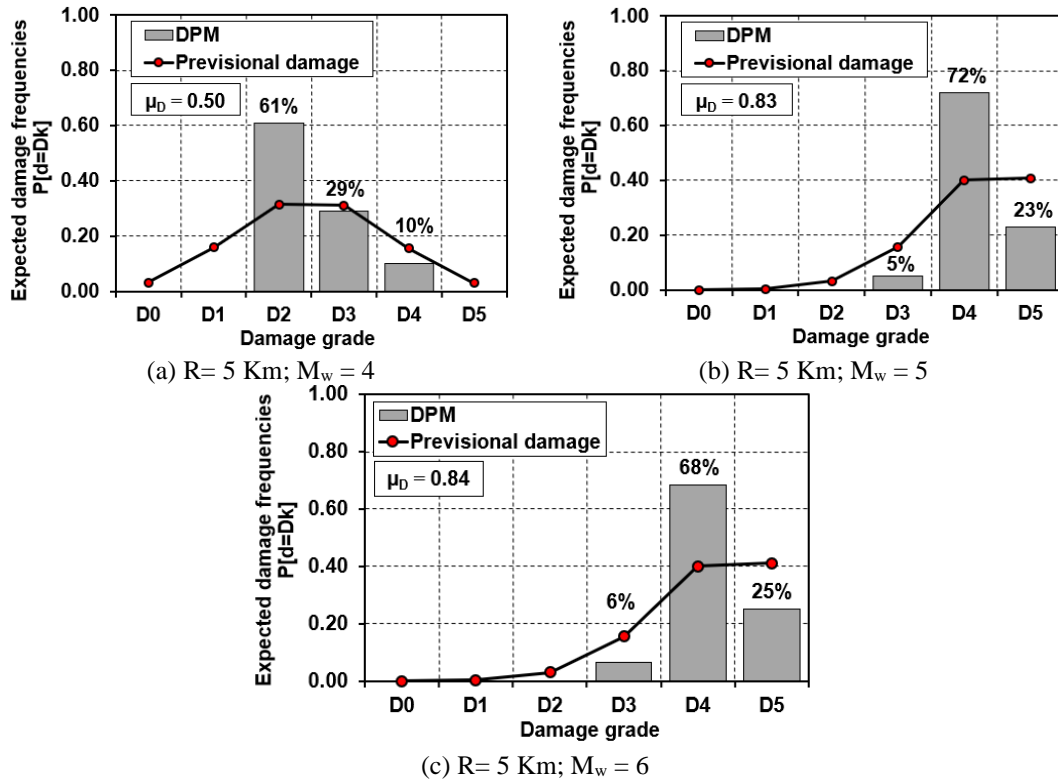 1.00
0.80
0.60
0.40
0.20
0.00
Expected damage frequencies
P[d=Dk]
DPM
Previsional damage
μD = 0.50
61%
29%
10%
D0 D1 D2 D3 D4 D5
Damage grade
(a) R= 5 Km; Mw = 4
1.00
0.80
0.60
0.40
0.20
0.00
Expected damage frequencies
P[d=Dk]
DPM
Previsional damage
μD = 0.83
72%
23%
5%
D0 D1 D2 D3 D4 D5
Damage grade
(b) R= 5 Km; Mw = 5
1.00
0.80
0.60
0.40
0.20
0.00
Expected damage frequencies
P[d=Dk]
DPM
Previsional damage
μD = 0.84
68%
25%
6%
D0 D1 D2 D3 D4 D5
Damage grade
(c) R= 5 Km; Mw = 6